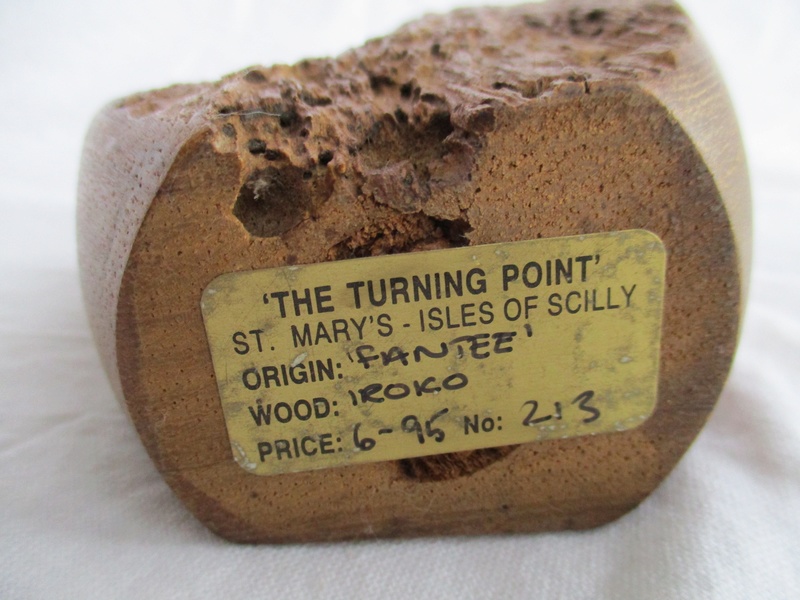 'THE TURNING POINT'
ST. MARY'S - ISLES OF SCILLY
ORIGIN: 'FANTEE'
WOOD: IROKO
PRICE: 6-95 No: 213